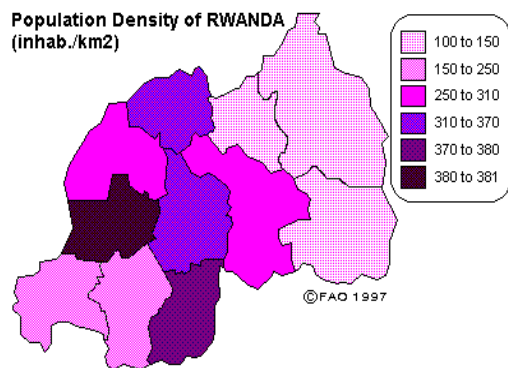 Population Density of RWANDA
(inhab./km2)
100 to 150
150 to 250
250 to 310
310 to 370
370 to 380
380 to 381
©FAO 1997